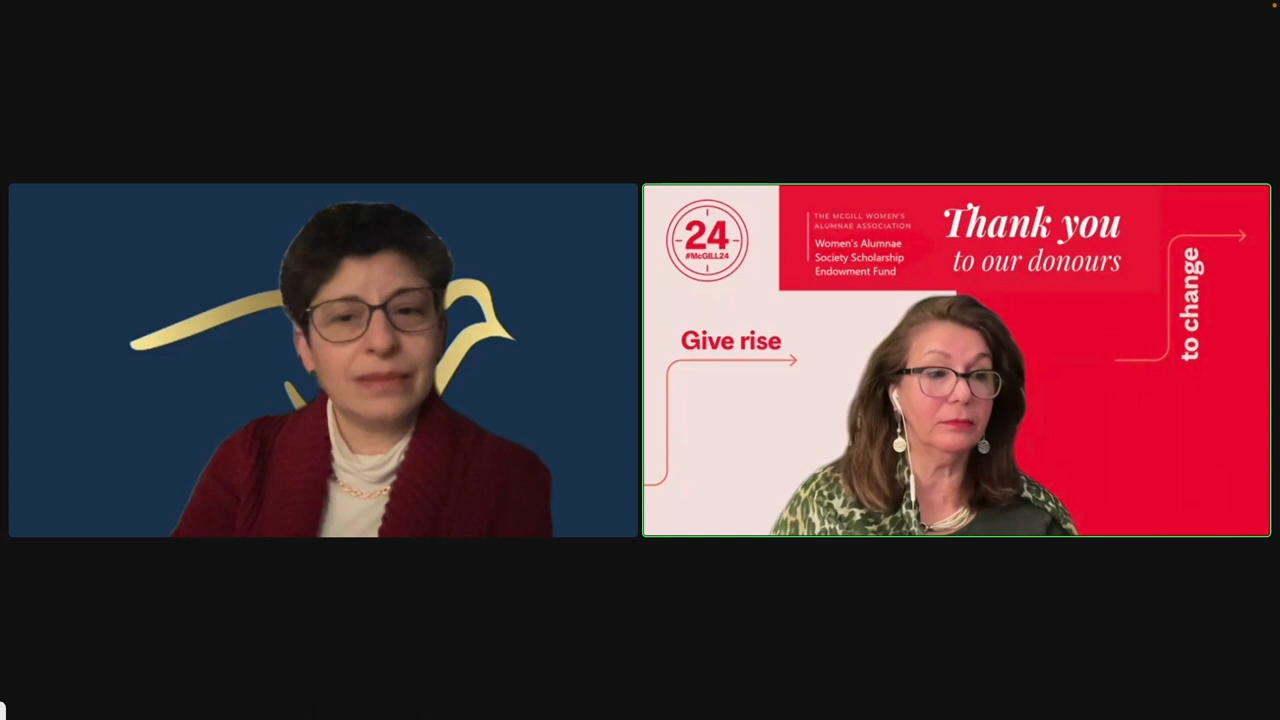 24
#McGILL24
THE MCGILL WOMEN'S
ALUMNAE ASSOCIATION
Women's Alumnae
Society Scholarship
Endowment Fund
Thank you
to our donours
Give rise
to change